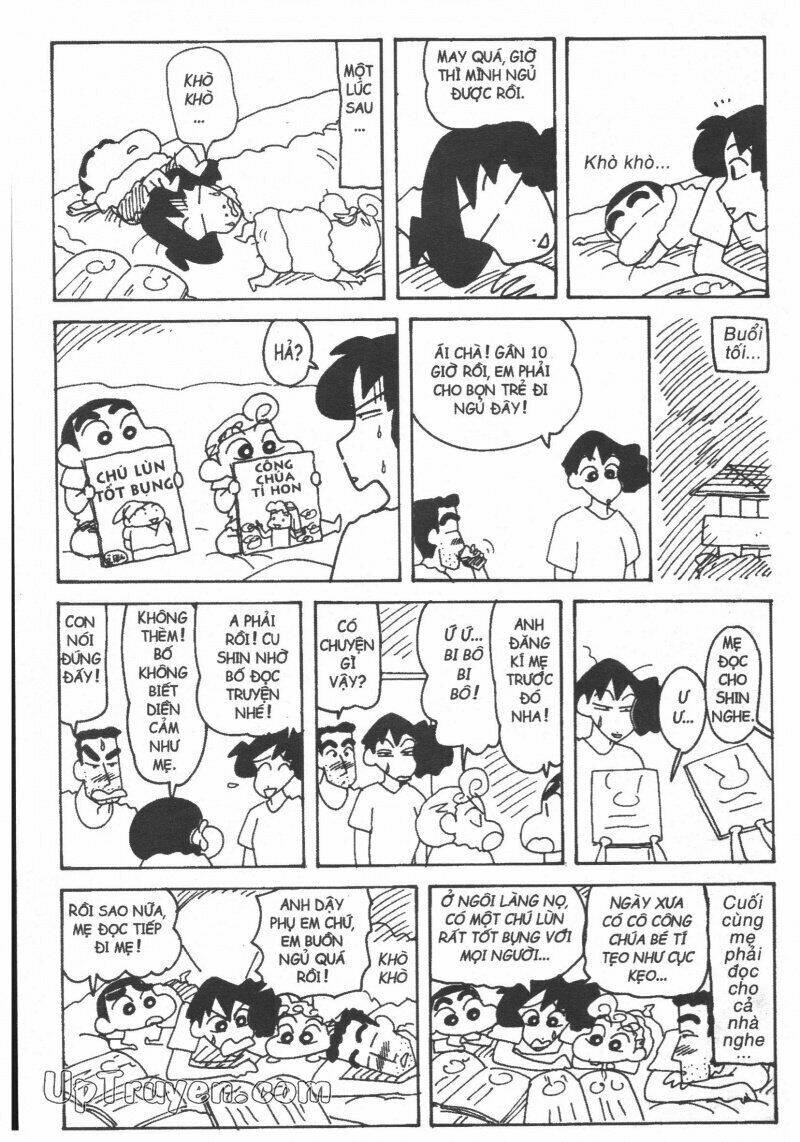 Khò khò...
MAY QUÁ, GIỜ
THÌ MÌNH NGỦ
ĐƯỢC RỒI.
MỘT
LÚC
SAU
...
KHÒ
KHÒ
...
Buổi
tối...
ÁI CHÀ! GẦN 10
GIỜ RỒI, EM PHẢI
CHO BỌN TRẺ ĐI
NGỦ ĐÂY!
HẢ?
CÔNG
CHÚA
TÍ HON
CHÚ LÙN
TỐT BỤNG
MẸ
ĐỌC
CHO
SHIN
NGHE.
Ư
Ư...
ANH
ĐĂNG
KÍ MẸ
TRƯỚC
ĐÓ
NHA!
Ứ Ứ...
BI BÔ
BI
BÔ!
CÓ
CHUYỆN
GÌ
VẬY?
A PHẢI
RỒI! CU
SHIN NHỜ
BỐ ĐỌC
TRUYỆN
NHÉ!
KHÔNG
THÈM!
BỐ
KHÔNG
BIẾT
DIỄN
CẢM
NHƯ
MẸ.
CON
NÓI
ĐÚNG
ĐẤY!
Cuối
cùng
mẹ
phải
đọc
cho
cả
nhà
nghe
...
NGÀY XƯA
CÓ CÔ CÔNG
CHÚA BÉ TÍ
TẸO NHƯ CỤC
KẸO...
Ở NGÔI LÀNG NỌ,
CÓ MỘT CHÚ LÙN
RẤT TỐT BỤNG VỚI
MỌI NGƯỜI...
KHÒ
KHÒ
ANH DẬY
PHỤ EM CHỨ,
EM BUỒN
NGỦ QUÁ
RỒI!
RỒI SAO NỮA,
MẸ ĐỌC TIẾP
ĐI MẸ!
UpTruyen.com